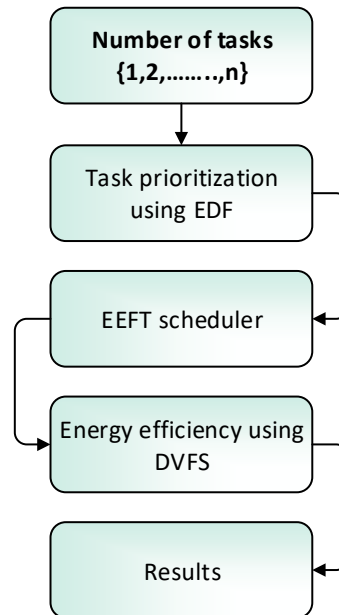 Number of tasks
{1,2,........,n}
Task prioritization
using EDF
EEFT scheduler
Energy efficiency using
DVFS
Results